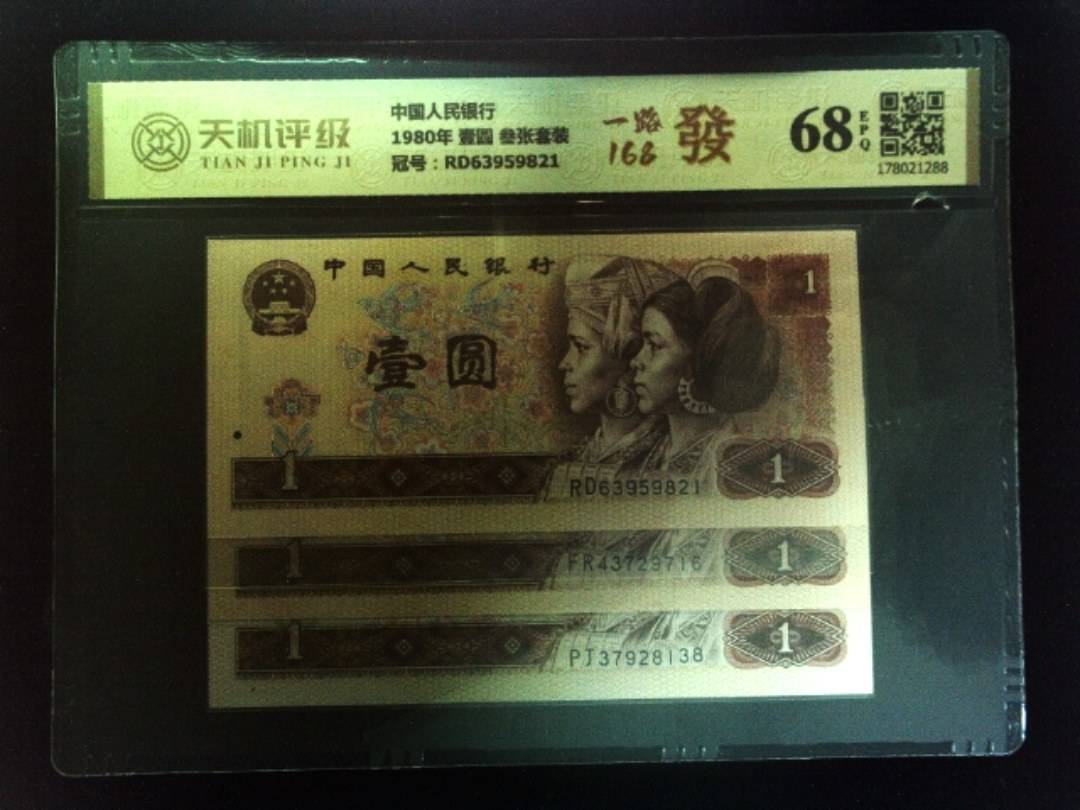 天机评级
TIAN JI PING JI
中国人民银行
1980年 壹圆 叁张套装
冠号：RD63959821
一路
168
發
68
EPQ
178021288
中国人民银行
1
壹圆
1
RD63959821
1
1
FR43729716
1
1
PJ37928138
1